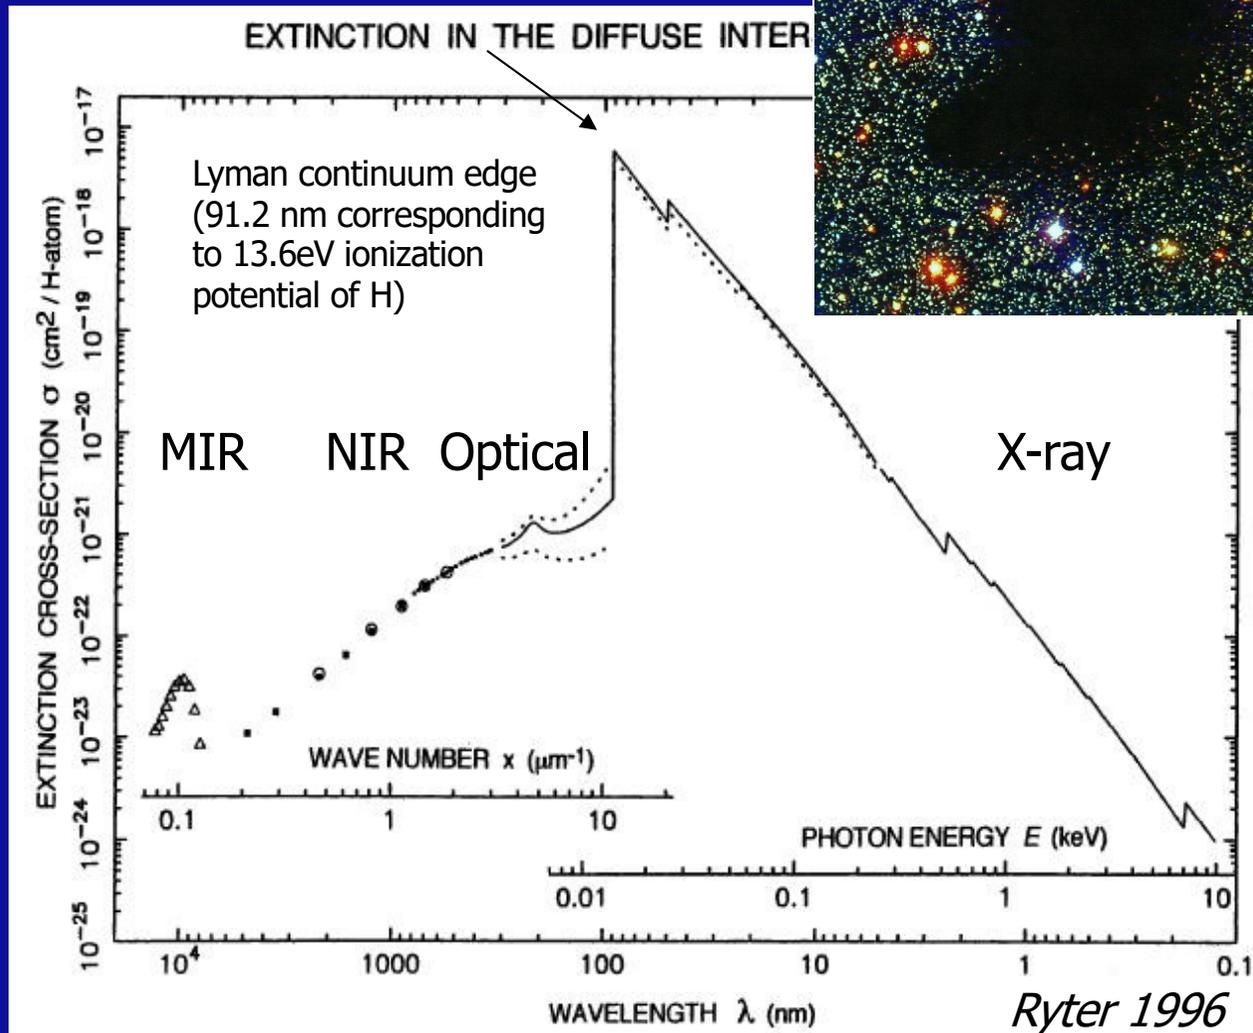 EXTINCTION IN THE DIFFUSE INTER
Lyman continuum edge
(91.2 nm corresponding
to 13.6eV ionization
potential of H)
EXTINCTION CROSS-SECTION σ (cm² / H-atom)
10⁻¹⁷
10⁻¹⁸
10⁻¹⁹
10⁻²⁰
10⁻²¹
10⁻²²
10⁻²³
10⁻²⁴
10⁻²⁵
MIR NIR Optical X-ray
WAVE NUMBER x (μm⁻¹)
0.1 1 10
PHOTON ENERGY E (keV)
0.01 0.1 1 10
10⁴ 1000 100 10 1 0.1
WAVELENGTH λ (nm)
Ryter 1996